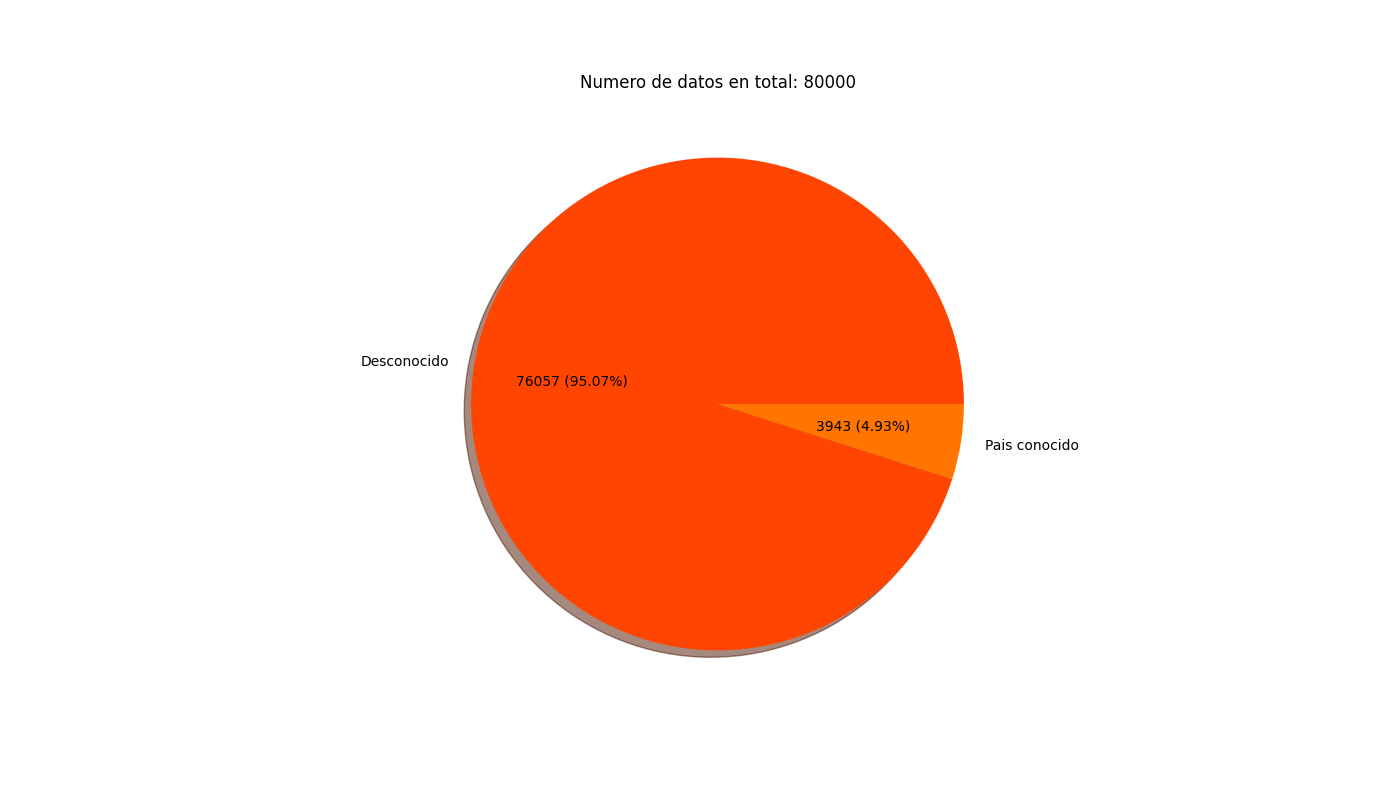 Numero de datos en total: 80000
Desconocido
76057 (95.07%)
3943 (4.93%)
Pais conocido